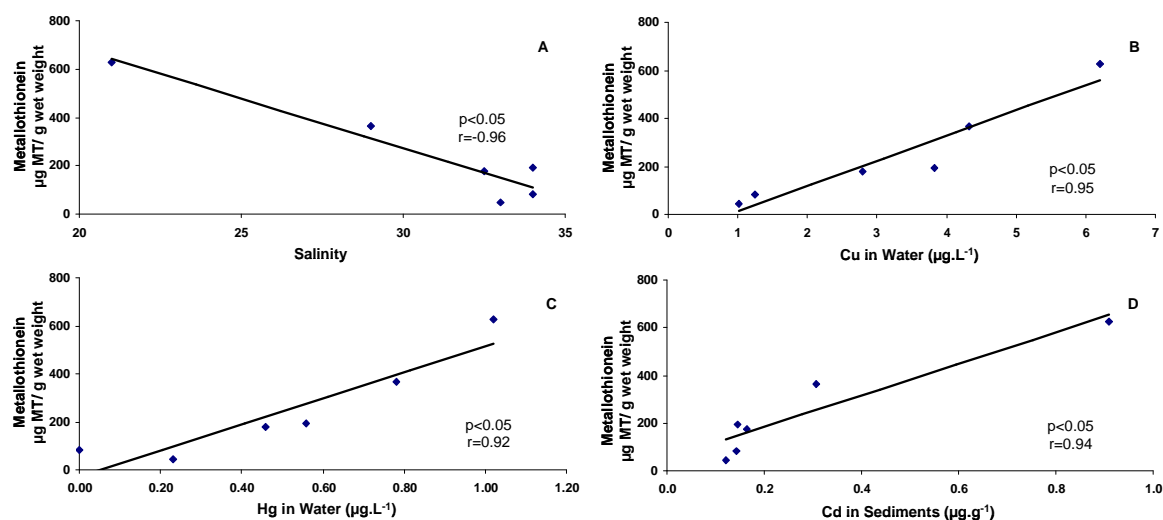 Metallothionein
µg MT/ g wet weight
800
600
400
200
0
A
p<0.05
r=-0.96
20
25
30
35
Salinity
Metallothionein
µg MT/ g wet weight
800
600
400
200
0
B
p<0.05
r=0.95
0
1
2
3
4
5
6
7
Cu in Water (µg.L⁻¹)
Metallothionein
µg MT/ g wet weight
800
600
400
200
0
C
p<0.05
r=0.92
0.00
0.20
0.40
0.60
0.80
1.00
1.20
Hg in Water (µg.L⁻¹)
Metallothionein
µg MT/ g wet weight
800
600
400
200
0
D
p<0.05
r=0.94
0.0
0.2
0.4
0.6
0.8
1.0
Cd in Sediments (µg.g⁻¹)